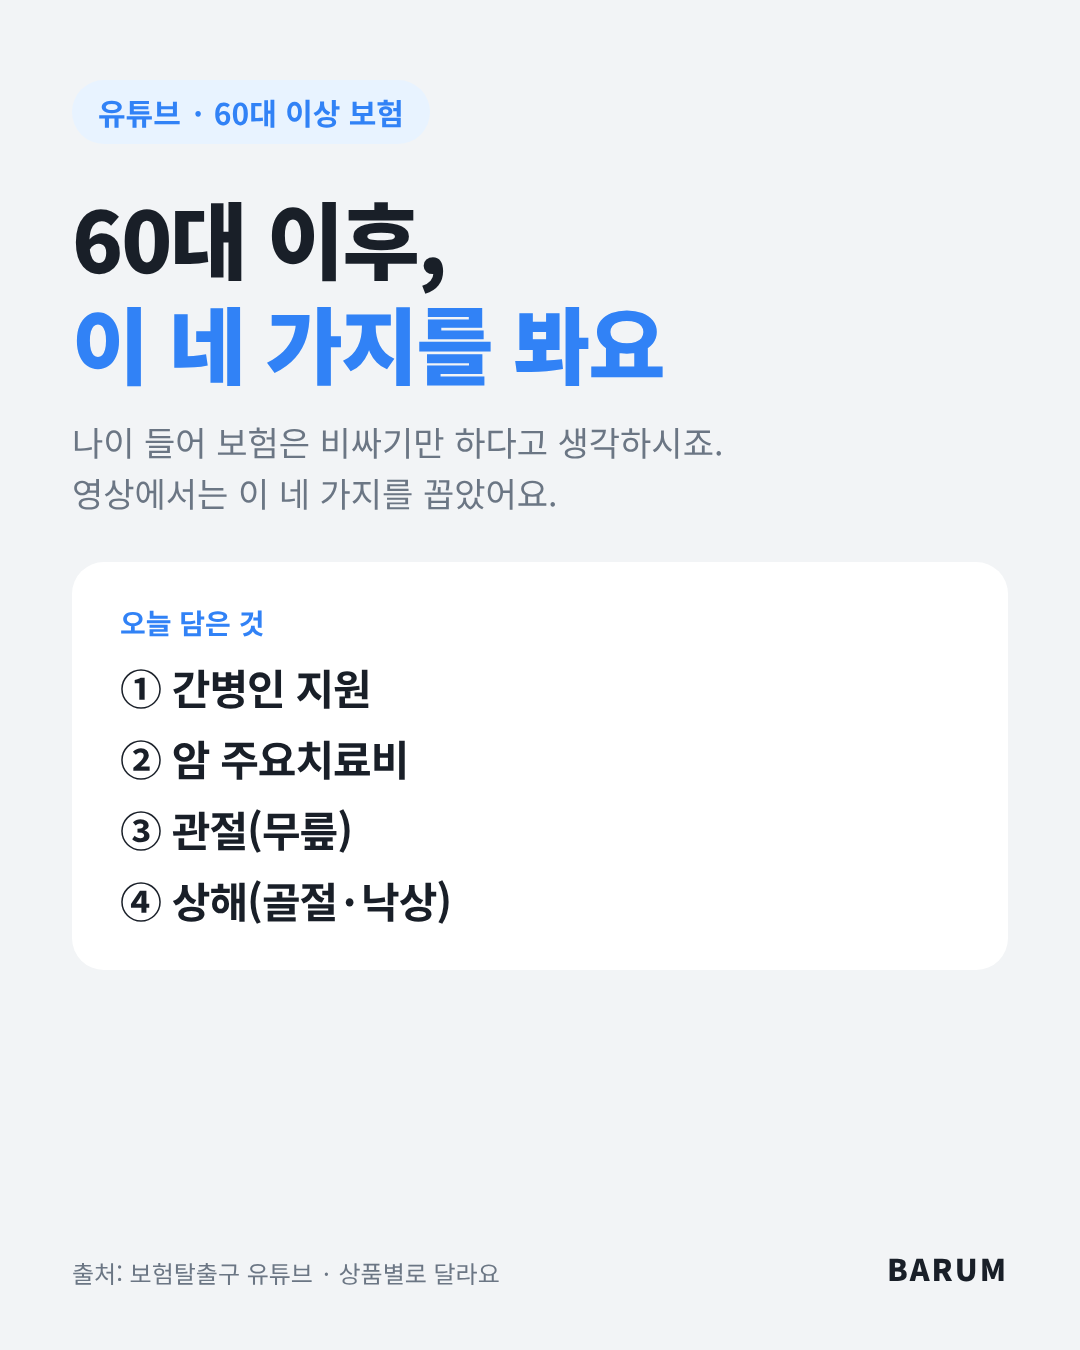 유튜브 · 60대 이상 보험
60대 이후,
이 네 가지를 봐요
나이 들어 보험은 비싸기만 하다고 생각하시죠.
영상에서는 이 네 가지를 꼽았어요.
오늘 담은 것
① 간병인 지원
② 암 주요치료비
③ 관절(무릎)
④ 상해(골절·낙상)
출처: 보험탈출구 유튜브 · 상품별로 달라요
BARUM